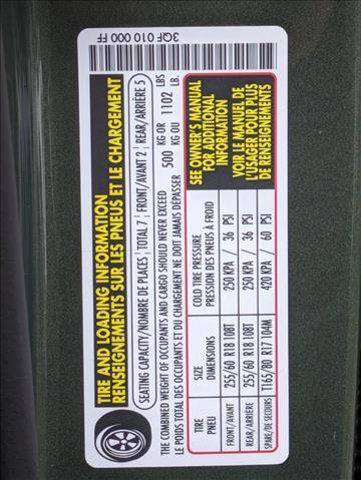 3QF 010 000 FF
TIRE AND LOADING INFORMATION
RENSEIGNEMENTS SUR LES PNEUS ET LE CHARGEMENT
SEATING CAPACITY/NOMBRE DE PLACES | TOTAL 7 | FRONT/AVANT 2 | REAR/ARRIÈRE 5
THE COMBINED WEIGHT OF OCCUPANTS AND CARGO SHOULD NEVER EXCEED 500 KG OR 1102 LBS
LE POIDS TOTAL DES OCCUPANTS ET DU CHARGEMENT NE DOIT JAMAIS DÉPASSER KG OU LB.
TIRE SIZE COLD TIRE PRESSURE
PNEU DIMENSIONS PRESSION DES PNEUS À FROID
FRONT/AVANT 255/60 R18 108T 250 KPA / 36 PSI
REAR/ARRIÈRE 255/60 R18 108T 250 KPA / 36 PSI
SPARE/DE SECOURS T165/80 R17 104M 420 KPA / 60 PSI
SEE OWNER'S MANUAL
FOR ADDITIONAL
INFORMATION
VOIR LE MANUEL DE
L'USAGER POUR PLUS
DE RENSEIGNEMENTS